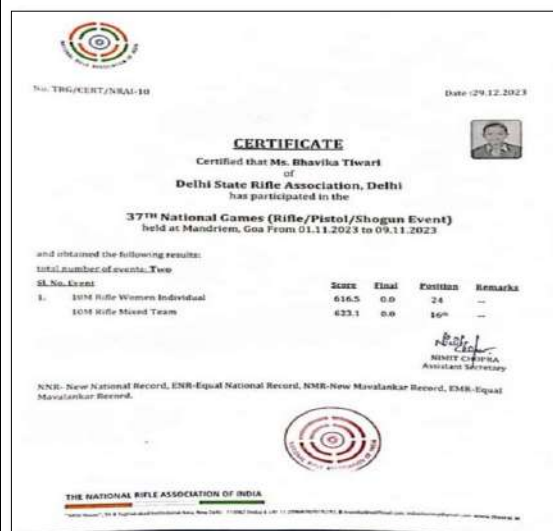 NATIONAL RIFLE ASSOCIATION OF INDIA
No. TRG/CERT/NRAI-10
Date :29.12.2023
CERTIFICATE
Certified that Ms. Bhavika Tiwari
of
Delhi State Rifle Association, Delhi
has participated in the
37TH National Games (Rifle/Pistol/Shogun Event)
held at Mandriem, Goa From 01.11.2023 to 09.11.2023
and obtained the following results:
total number of events: Two
SL No. Event Score Final Position Remarks
1. 10M Rifle Women Individual 616.5 0.0 24 --
10M Rifle Mixed Team 623.1 0.0 16th --
NIMIT CHOPRA
Assistant Secretary
NNR- New National Record, ENR-Equal National Record, NMR-New Mavalankar Record, EMR-Equal
Mavalankar Record.
THE NATIONAL RIFLE ASSOCIATION OF INDIA